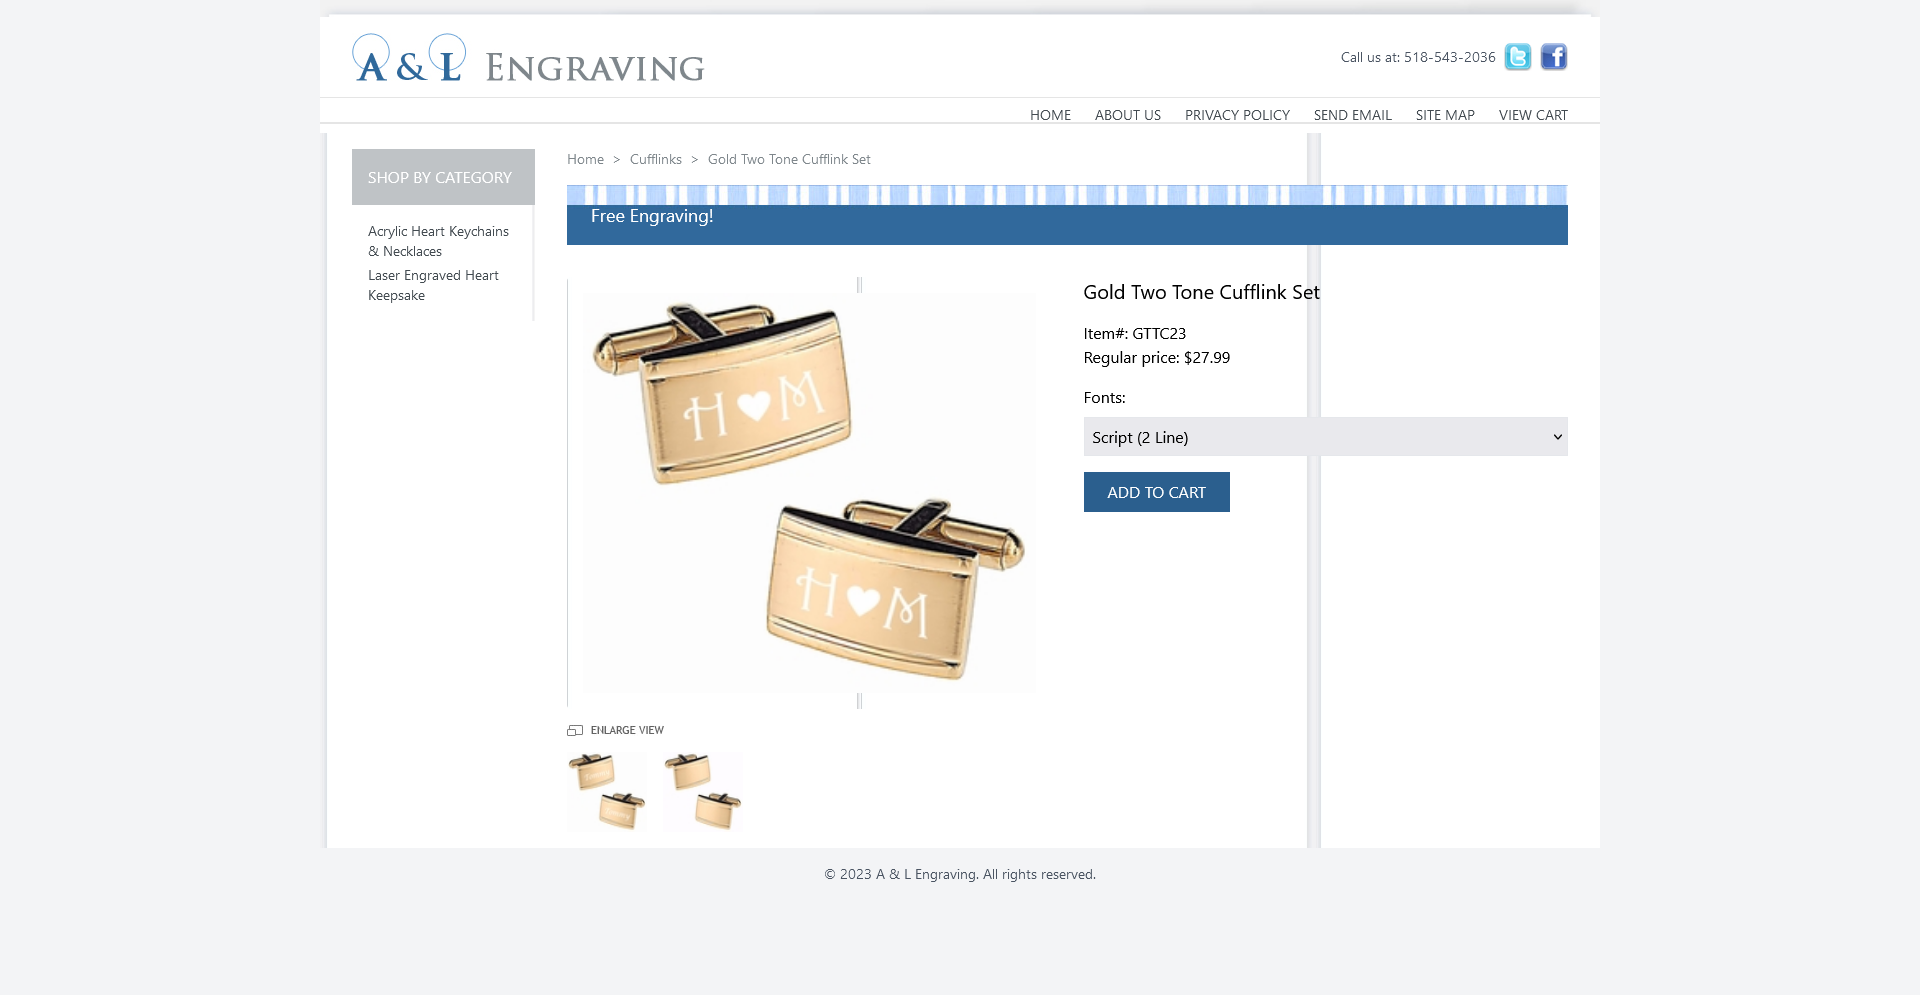 A & L ENGRAVING
Call us at: 518-543-2036
HOME ABOUT US PRIVACY POLICY SEND EMAIL SITE MAP VIEW CART
SHOP BY CATEGORY
Acrylic Heart Keychains
& Necklaces
Laser Engraved Heart
Keepsake
Home > Cufflinks > Gold Two Tone Cufflink Set
Free Engraving!
H ♥ M
H ♥ M
Gold Two Tone Cufflink Set
Item#: GTTC23
Regular price: $27.99
Fonts:
Script (2 Line)
ADD TO CART
ENLARGE VIEW
© 2023 A & L Engraving. All rights reserved.